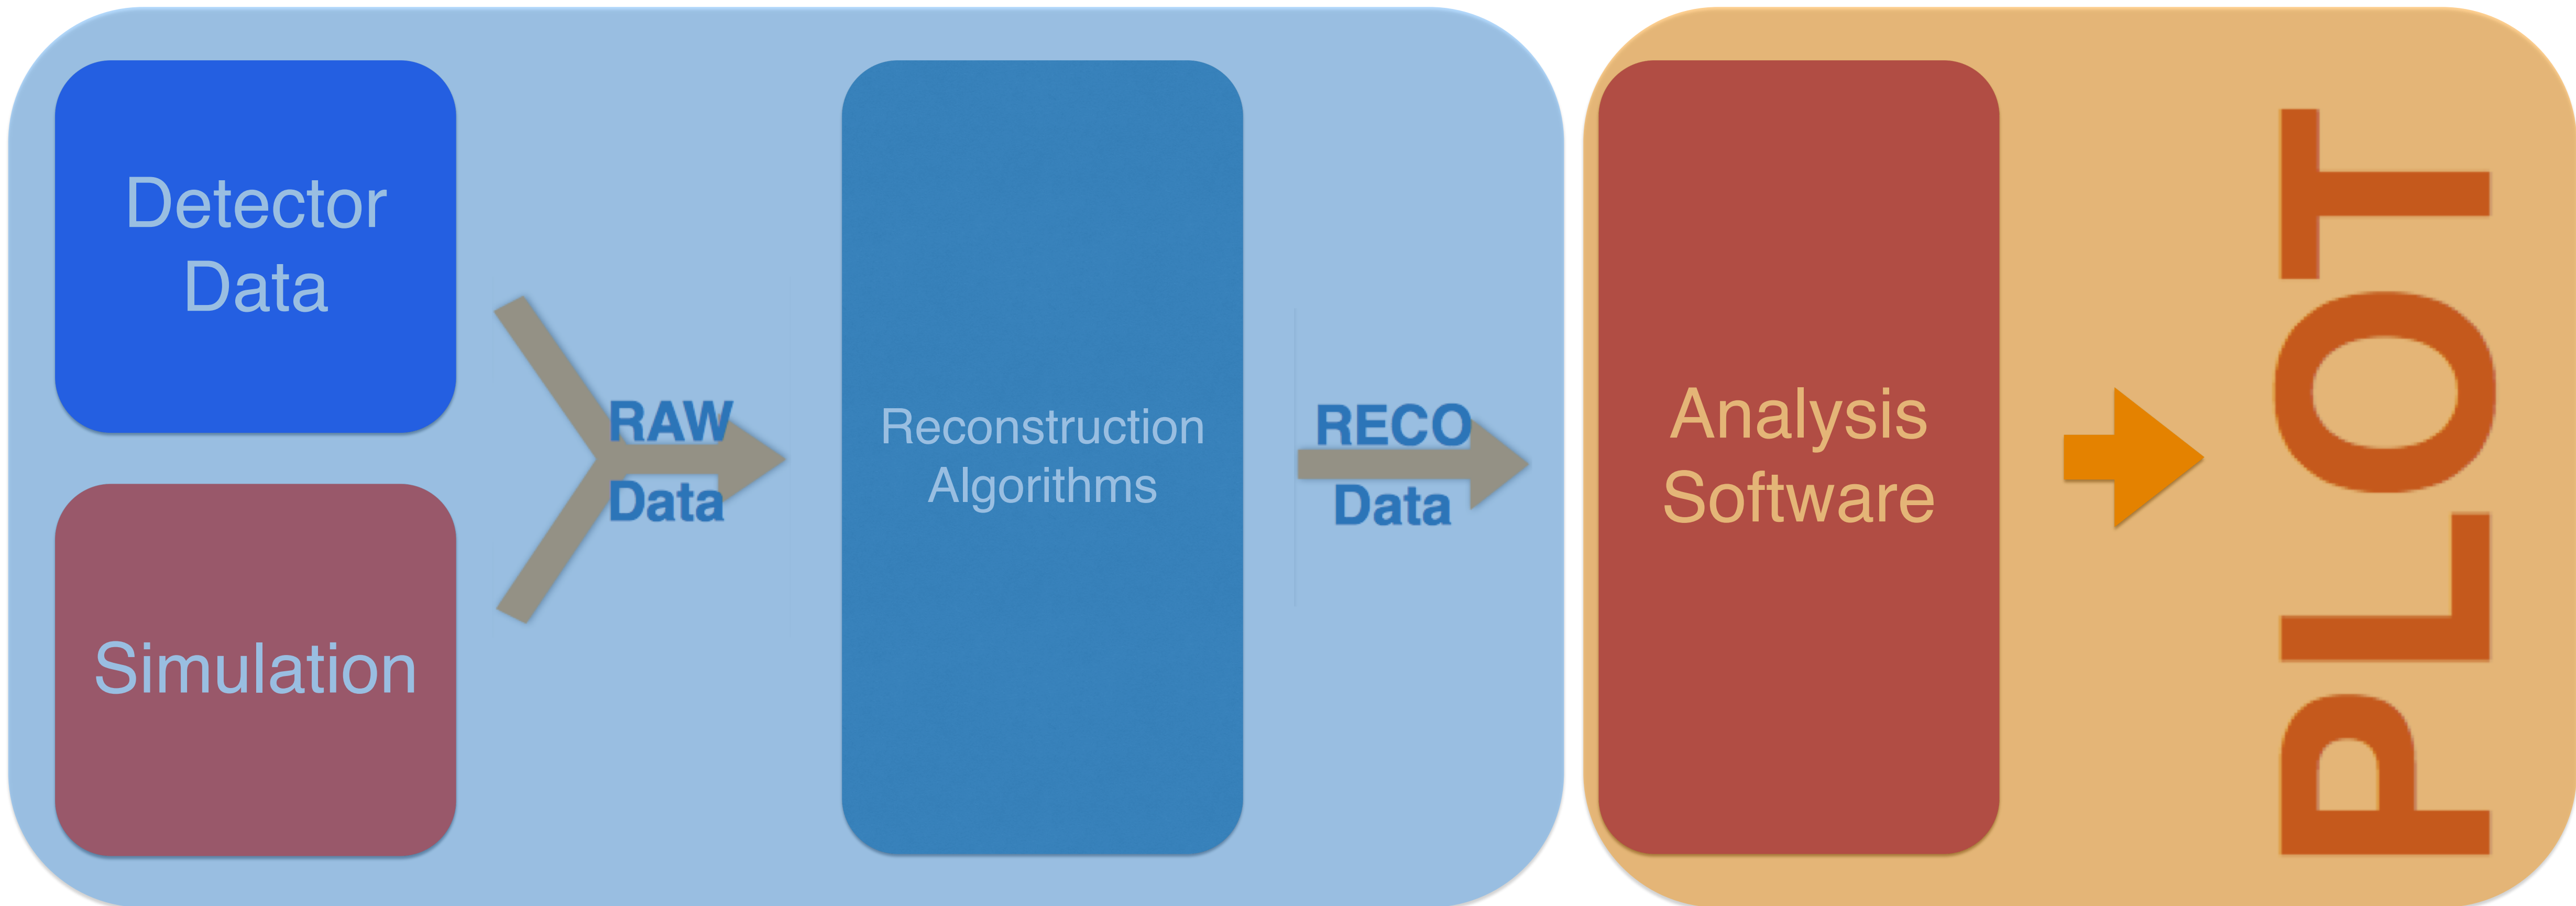 Detector
Data
Simulation
RAW
Data
Reconstruction
Algorithms
RECO
Data
Analysis
Software
PLOT